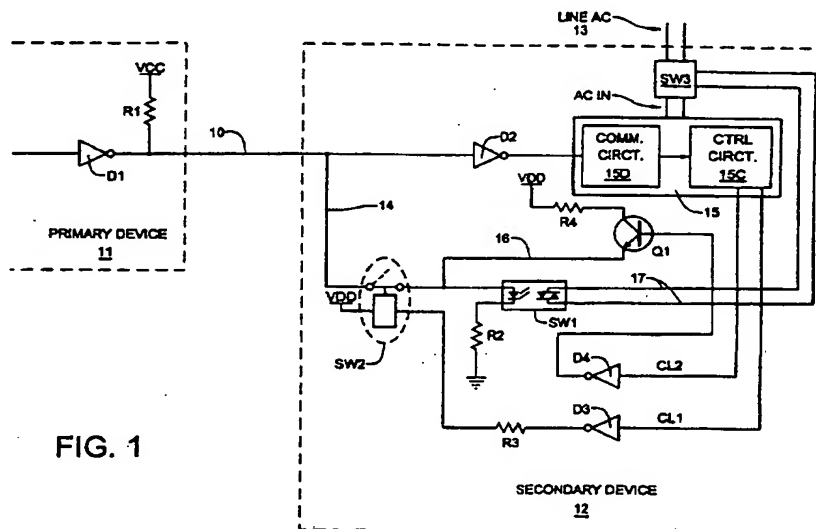 LINE AC
13
VCC
SW3
R1
AC IN
D2
10
COMM.
CIRCT.
15D
CTRL
CIRCT.
15C
D1
VDD
14
R4
15
PRIMARY DEVICE
11
16
Q1
VDD
17
SW1
R2
SW2
D4
CL2
D3
CL1
R3
FIG. 1
SECONDARY DEVICE
12